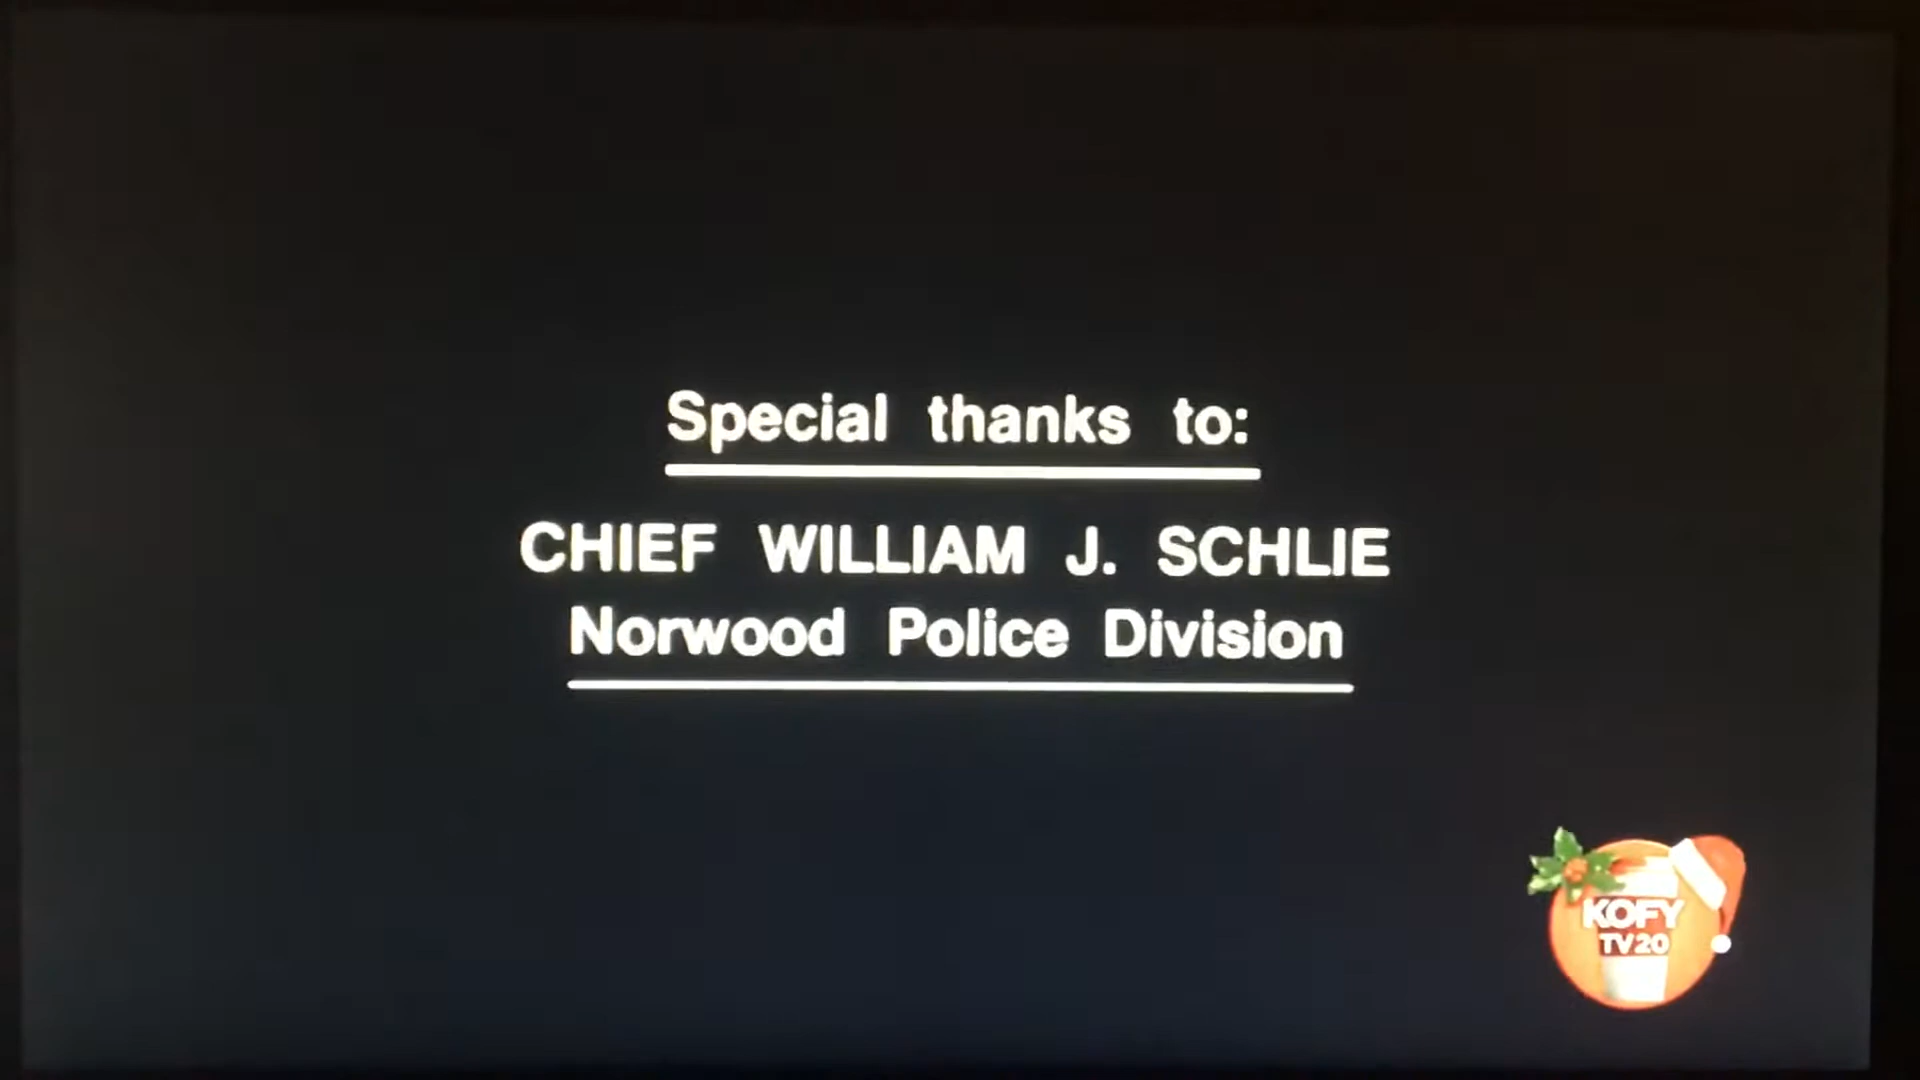 Special thanks to:
CHIEF WILLIAM J. SCHLIE
Norwood Police Division
KOFY
TV20